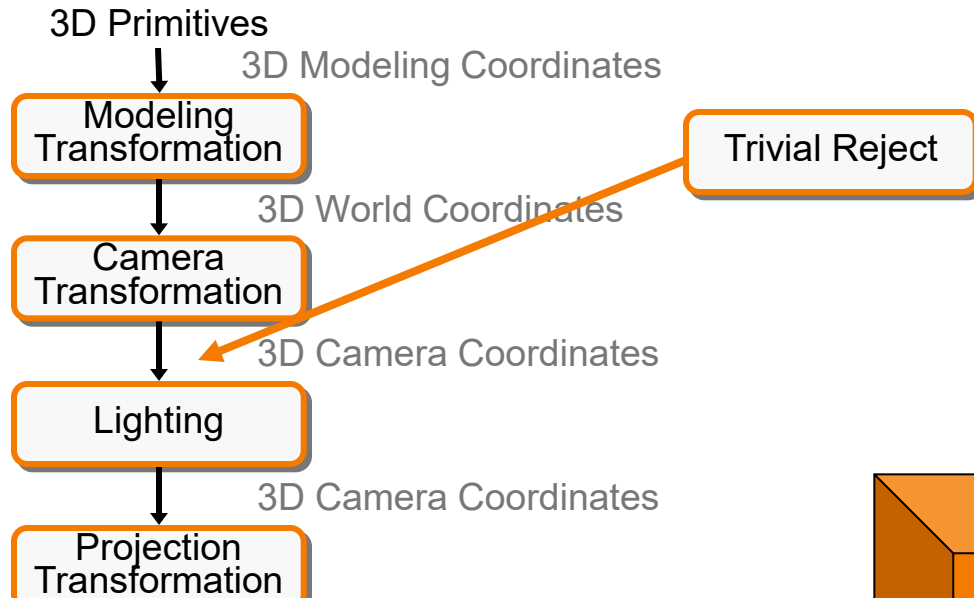 3D Primitives
3D Modeling Coordinates
Modeling
Transformation
Trivial Reject
3D World Coordinates
Camera
Transformation
3D Camera Coordinates
Lighting
3D Camera Coordinates
Projection
Transformation